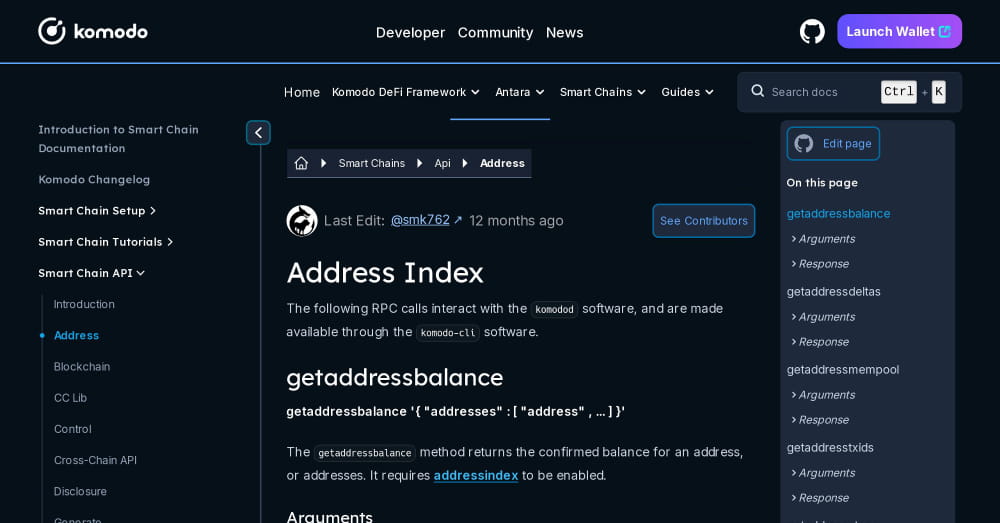 komodo
Developer Community News
Launch Wallet
Home Komodo DeFi Framework Antara Smart Chains Guides
Search docs Ctrl + K
Introduction to Smart Chain
Documentation
Komodo Changelog
Smart Chain Setup
Smart Chain Tutorials
Smart Chain API
Introduction
Address
Blockchain
CC Lib
Control
Cross-Chain API
Disclosure
Generate
Smart Chains Api Address
Last Edit: @smk762 ↗ 12 months ago
See Contributors
Address Index
The following RPC calls interact with the komodod software, and are made
available through the komodo-cli software.
getaddressbalance
getaddressbalance '{ "addresses" : [ "address" , ... ] }'
The getaddressbalance method returns the confirmed balance for an address,
or addresses. It requires addressindex to be enabled.
Arguments
Edit page
On this page
getaddressbalance
Arguments
Response
getaddressdeltas
Arguments
Response
getaddressmempool
Arguments
Response
getaddresstxids
Arguments
Response